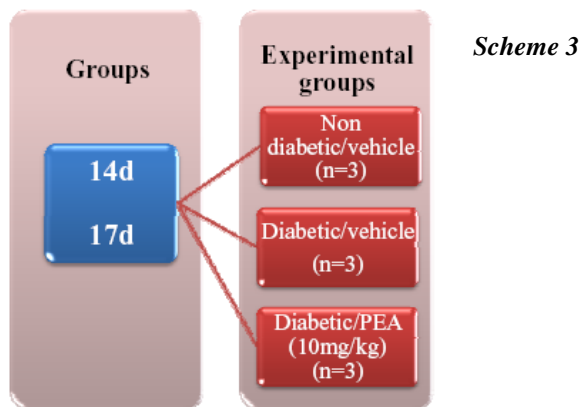 Scheme 3
Groups
14d
17d
Experimental
groups
Non
diabetic/vehicle
(n=3)
Diabetic/vehicle
(n=3)
Diabetic/PEA
(10mg/kg)
(n=3)